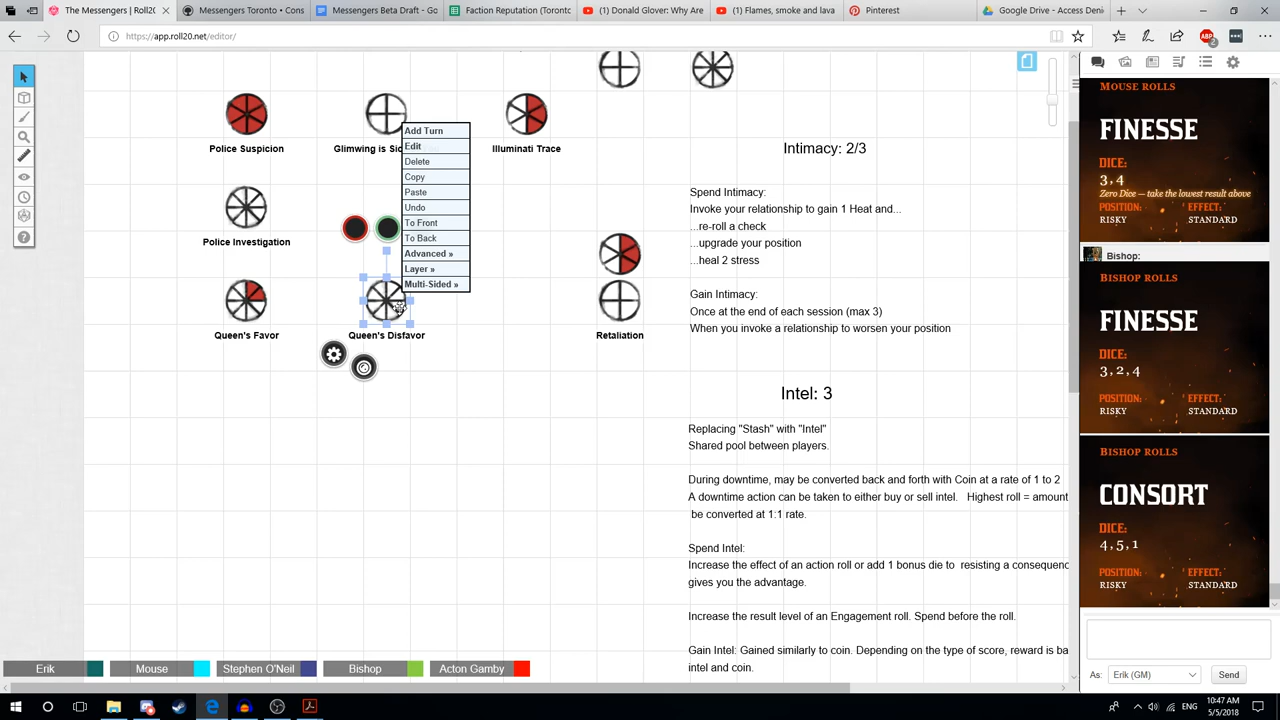 The Messengers | Roll20
Messengers Toronto • Cons
Messengers Beta Draft - Go
Faction Reputation (Toronto
(1) Donald Glover: Why Are
(1) Flames, smoke and lava
Pinterest
Google Drive - Access Deni
https://app.roll20.net/editor/
ABP
2
Police Suspicion
Glimwing is Sic
Illuminati Trace
Add Turn
Edit
Delete
Copy
Paste
Undo
To Front
To Back
Advanced »
Layer »
Multi-Sided »
Police Investigation
Queen's Favor
Queen's Disfavor
Retaliation
Intimacy: 2/3
Spend Intimacy:
Invoke your relationship to gain 1 Heat and...
...re-roll a check
...upgrade your position
...heal 2 stress
Gain Intimacy:
Once at the end of each session (max 3)
When you invoke a relationship to worsen your position
Intel: 3
Replacing "Stash" with "Intel"
Shared pool between players.
During downtime, may be converted back and forth with Coin at a rate of 1 to 2
A downtime action can be taken to either buy or sell intel. Highest roll = amount
be converted at 1:1 rate.
Spend Intel:
Increase the effect of an action roll or add 1 bonus die to resisting a consequenc
gives you the advantage.
Increase the result level of an Engagement roll. Spend before the roll.
Gain Intel: Gained similarly to coin. Depending on the type of score, reward is ba
intel and coin.
Mouse Rolls
FINESSE
DICE:
3, 4
Zero Dice — take the lowest result above
POSITION: EFFECT:
RISKY STANDARD
Bishop:
Bishop Rolls
FINESSE
DICE:
3, 2, 4
POSITION: EFFECT:
RISKY STANDARD
Bishop Rolls
CONSORT
DICE:
4, 5, 1
POSITION: EFFECT:
RISKY STANDARD
As: Erik (GM) Send
Erik
Mouse
Stephen O'Neil
Bishop
Acton Gamby
ENG
10:47 AM
5/5/2018